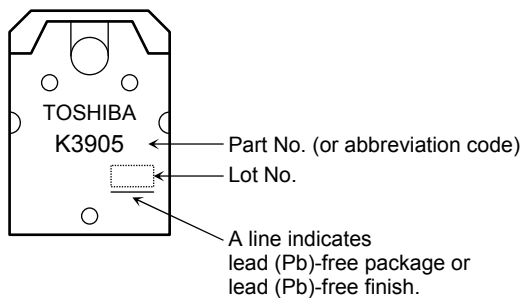 TOSHIBA
K3905
Part No. (or abbreviation code)
Lot No.
A line indicates
lead (Pb)-free package or
lead (Pb)-free finish.